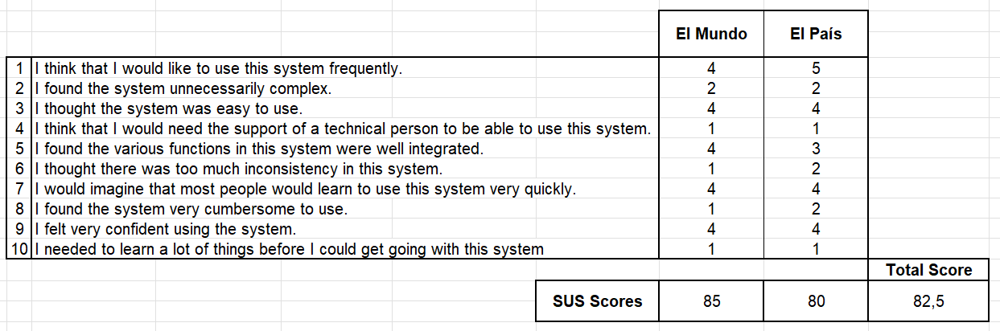 El Mundo El País
1 I think that I would like to use this system frequently. 4 5
2 I found the system unnecessarily complex. 2 2
3 I thought the system was easy to use. 4 4
4 I think that I would need the support of a technical person to be able to use this system. 1 1
5 I found the various functions in this system were well integrated. 4 3
6 I thought there was too much inconsistency in this system. 1 2
7 I would imagine that most people would learn to use this system very quickly. 4 4
8 I found the system very cumbersome to use. 1 2
9 I felt very confident using the system. 4 4
10 I needed to learn a lot of things before I could get going with this system 1 1
Total Score
SUS Scores 85 80 82,5